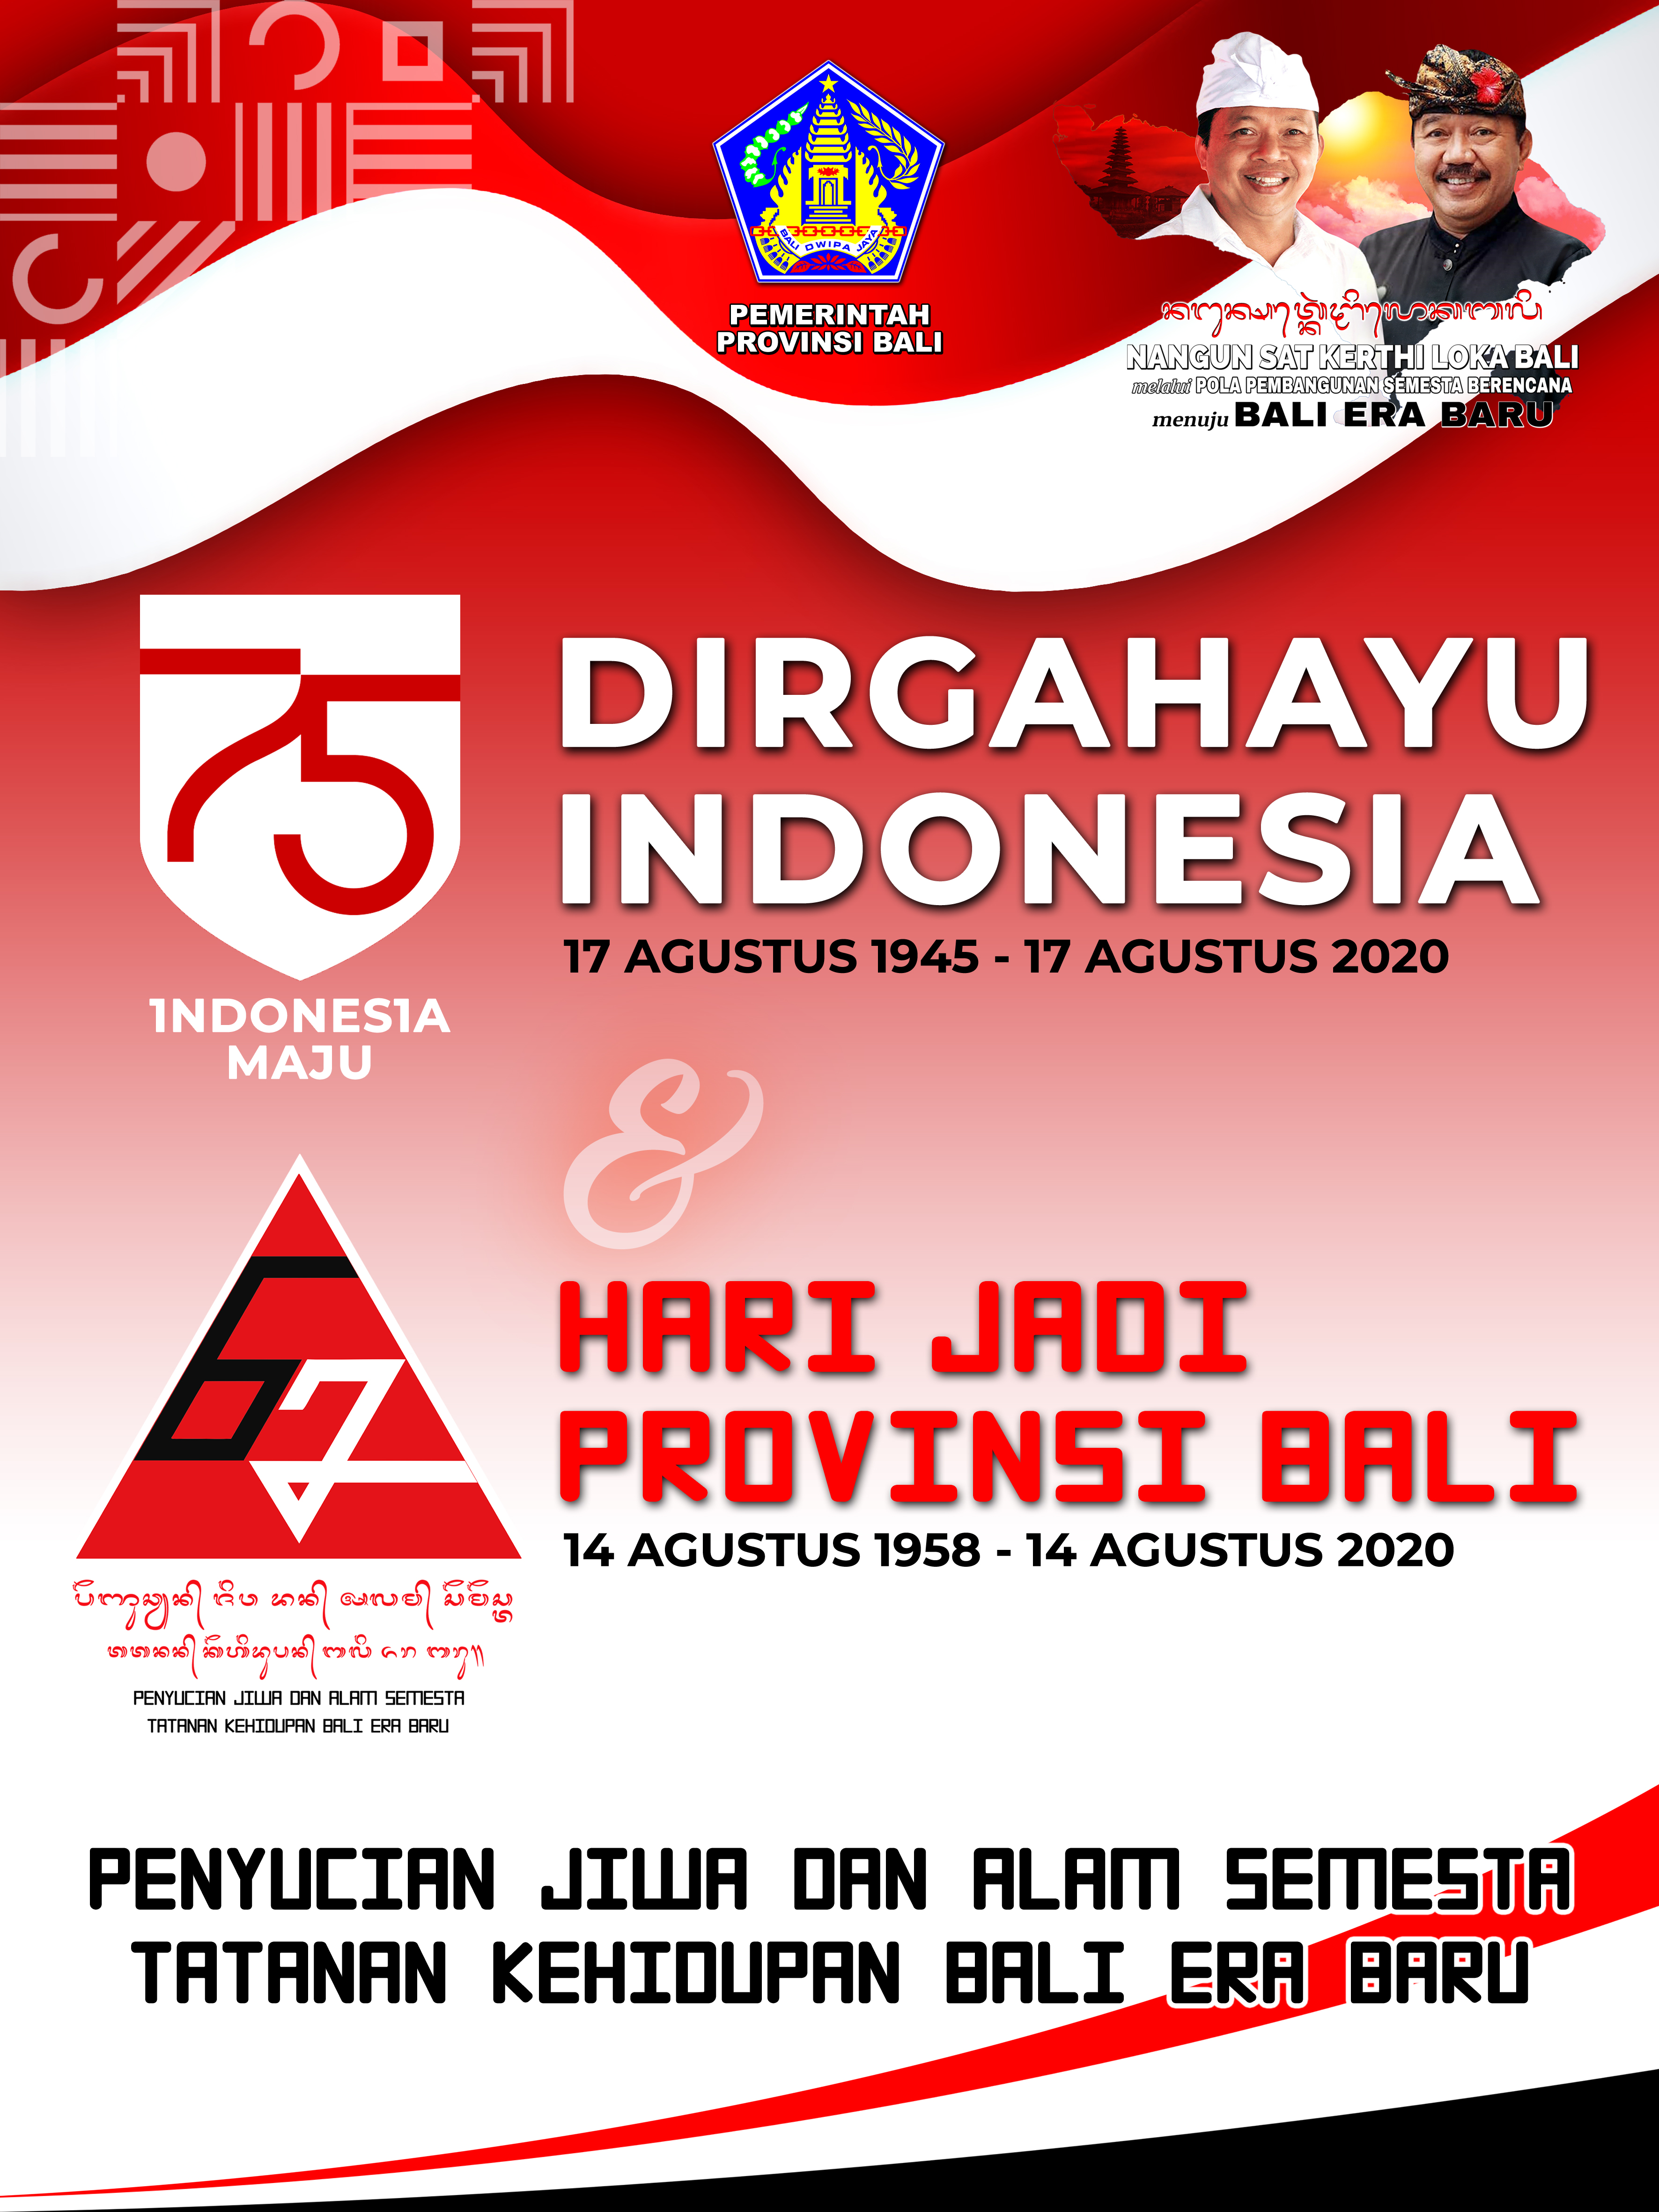 BALI DWIPA JAYA
PEMERINTAH
PROVINSI BALI
NANGUN SAT KERTHI LOKA BALI
melalui POLA PEMBANGUNAN SEMESTA BERENCANA
menuju BALI ERA BARU
75
1NDONES1A
MAJU
DIRGAHAYU
INDONESIA
17 AGUSTUS 1945 - 17 AGUSTUS 2020
&
62
HARI JADI
PROVINSI BALI
14 AGUSTUS 1958 - 14 AGUSTUS 2020
PENYUCIAN JIWA DAN ALAM SEMESTA
TATANAN KEHIDUPAN BALI ERA BARU
PENYUCIAN JIWA DAN ALAM SEMESTA
TATANAN KEHIDUPAN BALI ERA BARU